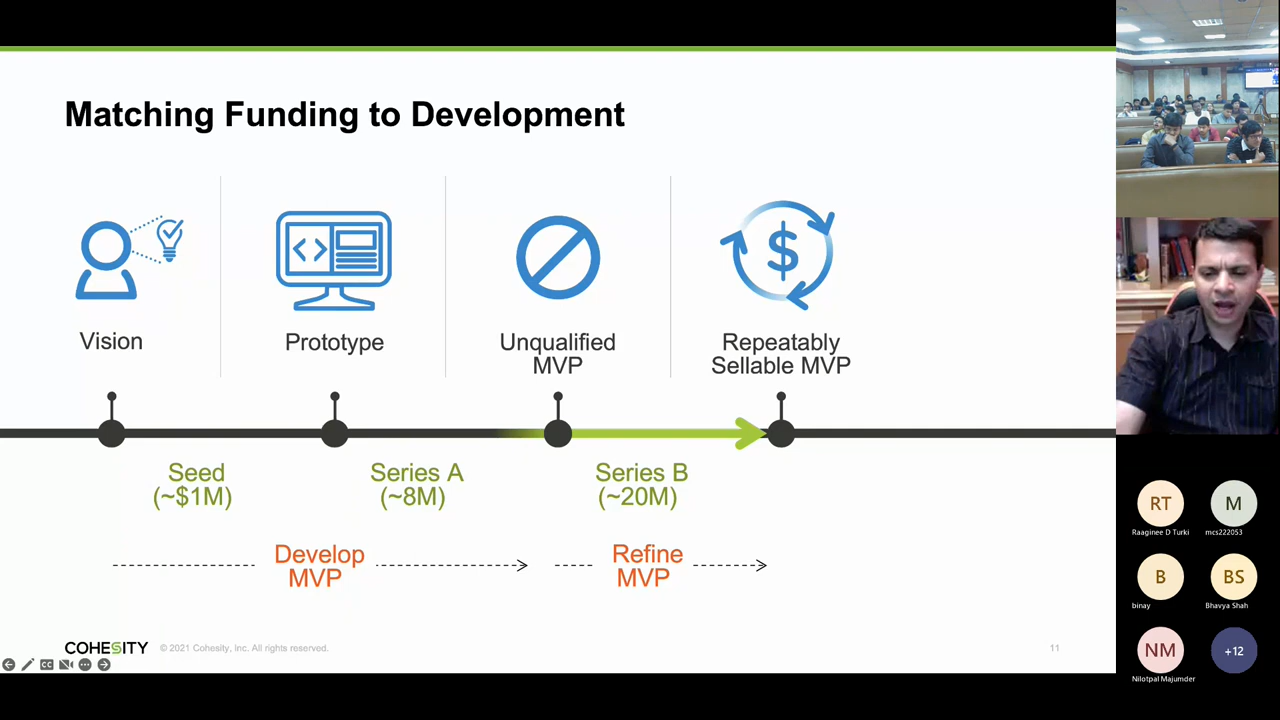 Matching Funding to Development
Vision
Prototype
Unqualified
MVP
Repeatably
Sellable MVP
$
Seed
(~$1M)
Series A
(~8M)
Series B
(~20M)
Develop
MVP
Refine
MVP
COHESITY
© 2021 Cohesity, Inc. All rights reserved.
11
CC
RT
Raaginee D Turki
M
mcs222053
B
binay
BS
Bhavya Shah
NM
Nilotpal Majumder
+12